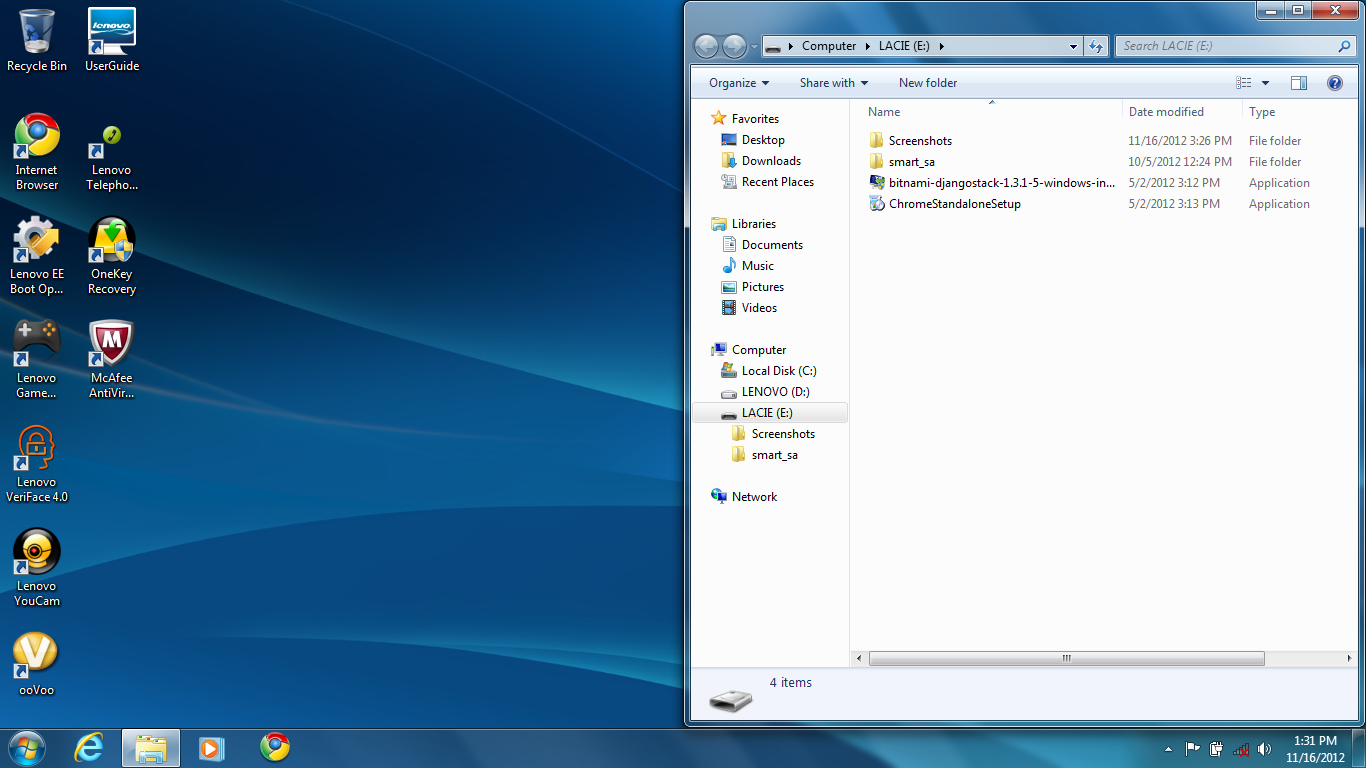 Recycle Bin
UserGuide
lenovo
Internet
Browser
Lenovo
Telepho...
Lenovo EE
Boot Op...
OneKey
Recovery
Lenovo
Game...
McAfee
AntiVir...
Lenovo
VeriFace 4.0
Lenovo
YouCam
ooVoo
Computer
LACIE (E:)
Search LACIE (E:)
Organize
Share with
New folder
Favorites
Desktop
Downloads
Recent Places
Libraries
Documents
Music
Pictures
Videos
Computer
Local Disk (C:)
LENOVO (D:)
LACIE (E:)
Screenshots
smart_sa
Network
Name Date modified Type
Screenshots 11/16/2012 3:26 PM File folder
smart_sa 10/5/2012 12:24 PM File folder
bitnami-djangostack-1.3.1-5-windows-in... 5/2/2012 3:12 PM Application
ChromeStandaloneSetup 5/2/2012 3:13 PM Application
4 items
1:31 PM
11/16/2012